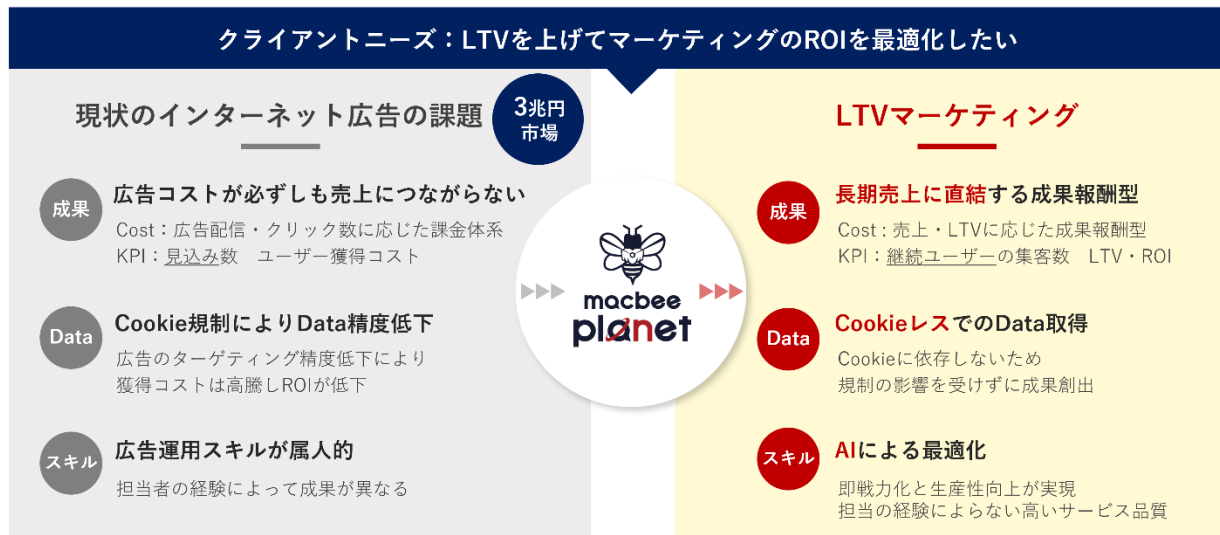 クライアントニーズ：LTVを上げてマーケティングのROIを最適化したい
現状のインターネット広告の課題
3兆円
市場
成果
広告コストが必ずしも売上につながらない
Cost：広告配信・クリック数に応じた課金体系
KPI：見込み数　ユーザー獲得コスト
Data
Cookie規制によりData精度低下
広告のターゲティング精度低下により
獲得コストは高騰しROIが低下
スキル
広告運用スキルが属人的
担当者の経験によって成果が異なる
macbee
planet
LTVマーケティング
成果
長期売上に直結する成果報酬型
Cost：売上・LTVに応じた成果報酬型
KPI：継続ユーザーの集客数　LTV・ROI
Data
CookieレスでのData取得
Cookieに依存しないため
規制の影響を受けずに成果創出
スキル
AIによる最適化
即戦力化と生産性向上が実現
担当の経験によらない高いサービス品質